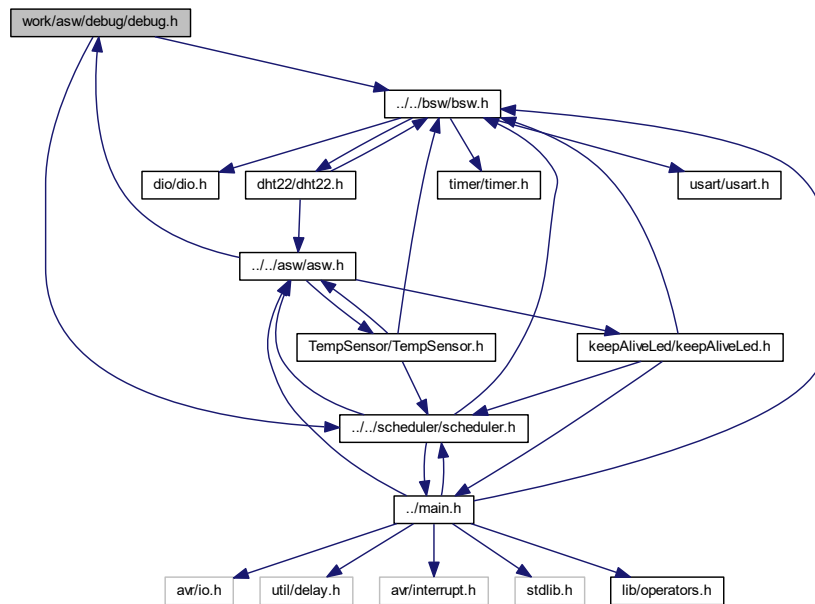 work/asw/debug/debug.h
../../bsw/bsw.h
dio/dio.h
dht22/dht22.h
timer/timer.h
usart/usart.h
../../asw/asw.h
TempSensor/TempSensor.h
keepAliveLed/keepAliveLed.h
../../scheduler/scheduler.h
../main.h
avr/io.h
util/delay.h
avr/interrupt.h
stdlib.h
lib/operators.h